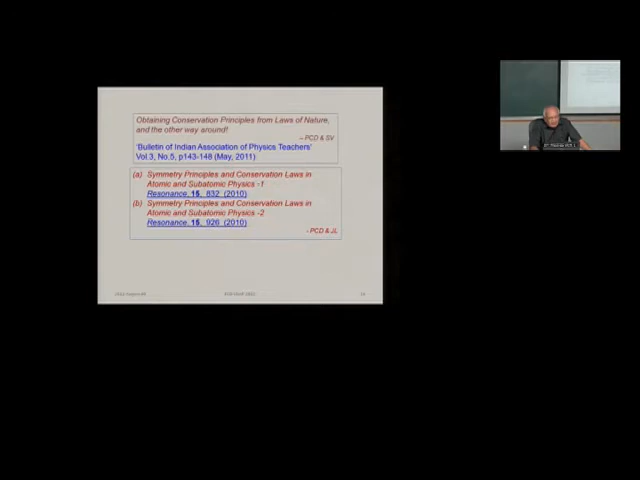 Obtaining Conservation Principles from Laws of Nature,
and the other way around!
-- PCD & SV
'Bulletin of Indian Association of Physics Teachers'
Vol.3, No.5, p143-148 (May, 2011)
(a) Symmetry Principles and Conservation Laws in
Atomic and Subatomic Physics -1
Resonance, 15, 832 (2010)
(b) Symmetry Principles and Conservation Laws in
Atomic and Subatomic Physics -2
Resonance, 15, 926 (2010)
- PCD & JL